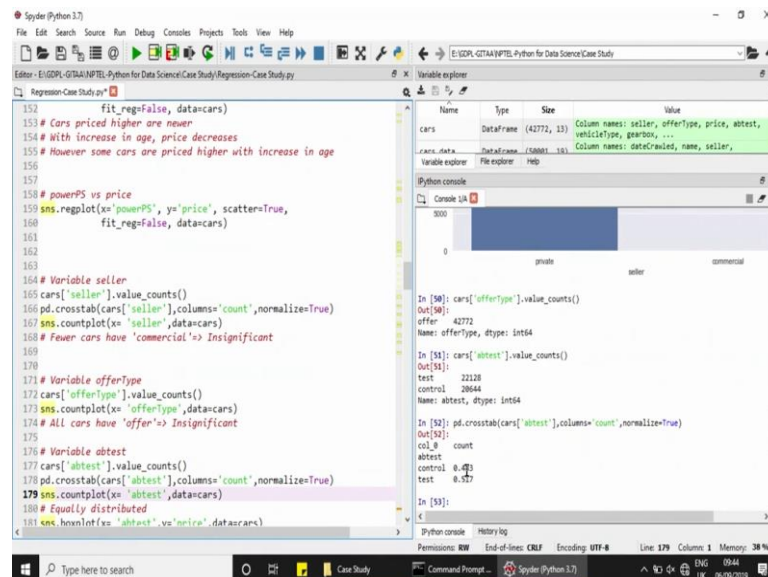 Spyder (Python 3.7)
File Edit Search Source Run Debug Consoles Projects Tools View Help
E:\GDPL-GITAA\NPTEL-Python for Data Science\Case Study
Editor - E:\GDPL-GITAA\NPTEL-Python for Data Science\Case Study\Regression-Case Study.py
Regression-Case Study.py*
152 fit_reg=False, data=cars)
153 # Cars priced higher are newer
154 # With increase in age, price decreases
155 # However some cars are priced higher with increase in age
156
157
158 # powerPS vs price
159 sns.regplot(x='powerPS', y='price', scatter=True,
160 fit_reg=False, data=cars)
161
162
163
164 # Variable seller
165 cars['seller'].value_counts()
166 pd.crosstab(cars['seller'],columns='count',normalize=True)
167 sns.countplot(x= 'seller',data=cars)
168 # Fewer cars have 'commercial'=> Insignificant
169
170
171 # Variable offerType
172 cars['offerType'].value_counts()
173 sns.countplot(x= 'offerType',data=cars)
174 # All cars have 'offer'=> Insignificant
175
176 # Variable abtest
177 cars['abtest'].value_counts()
178 pd.crosstab(cars['abtest'],columns='count',normalize=True)
179 sns.countplot(x= 'abtest',data=cars)
180 # Equally distributed
181 sns.boxplot(x= 'abtest',y='price',data=cars)
Variable explorer
Name Type Size Value
cars DataFrame (42772, 13) Column names: seller, offerType, price, abtest,
vehicleType, gearbox, ...
cars_data DataFrame (50001, 19) Column names: dateCrawled, name, seller,
Variable explorer File explorer Help
IPython console
Console 1/A
5000
0
private commercial
seller
In [50]: cars['offerType'].value_counts()
Out[50]:
offer 42772
Name: offerType, dtype: int64
In [51]: cars['abtest'].value_counts()
Out[51]:
test 22128
control 20644
Name: abtest, dtype: int64
In [52]: pd.crosstab(cars['abtest'],columns='count',normalize=True)
Out[52]:
col_0 count
abtest
control
test
In [53]:
IPython console History log
Permissions: RW End-of-lines: CRLF Encoding: UTF-8 Line: 179 Column: 1 Memory: 38 %
Type here to search Case Study Command Prompt... Spyder (Python 3.7) ENG 09:44
UK 06/09/2019